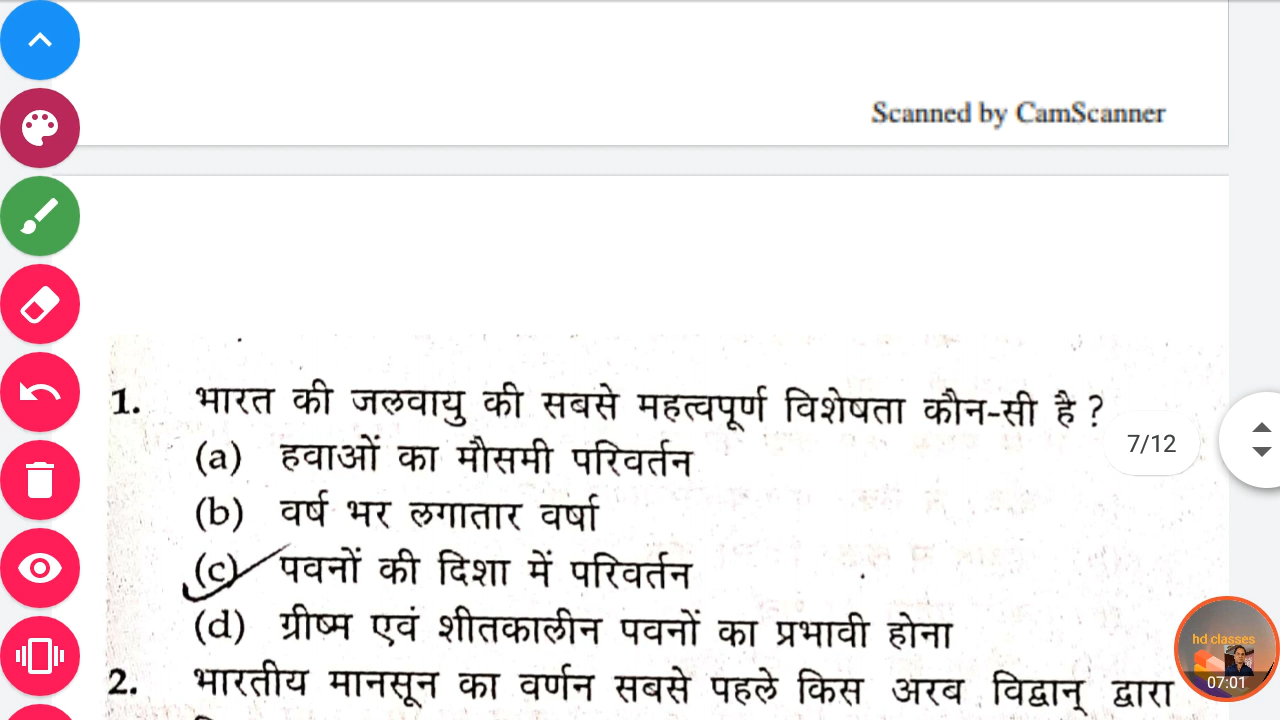 Scanned by CamScanner
1. भारत की जलवायु की सबसे महत्वपूर्ण विशेषता कौन-सी है ?
(a) हवाओं का मौसमी परिवर्तन
7/12
(b) वर्ष भर लगातार वर्षा
(c) पवनों की दिशा में परिवर्तन
(d) ग्रीष्म एवं शीतकालीन पवनों का प्रभावी होना
hd classes
07:01
2. भारतीय मानसून का वर्णन सबसे पहले किस अरब विद्वान् द्वारा